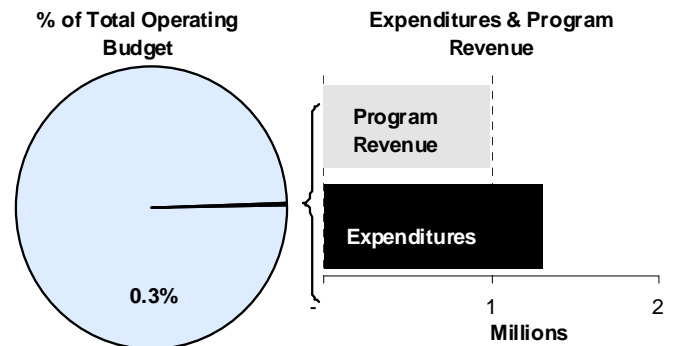 % of Total Operating
Budget
0.3%
Expenditures & Program
Revenue
Program
Revenue
Expenditures
- 1 2
Millions